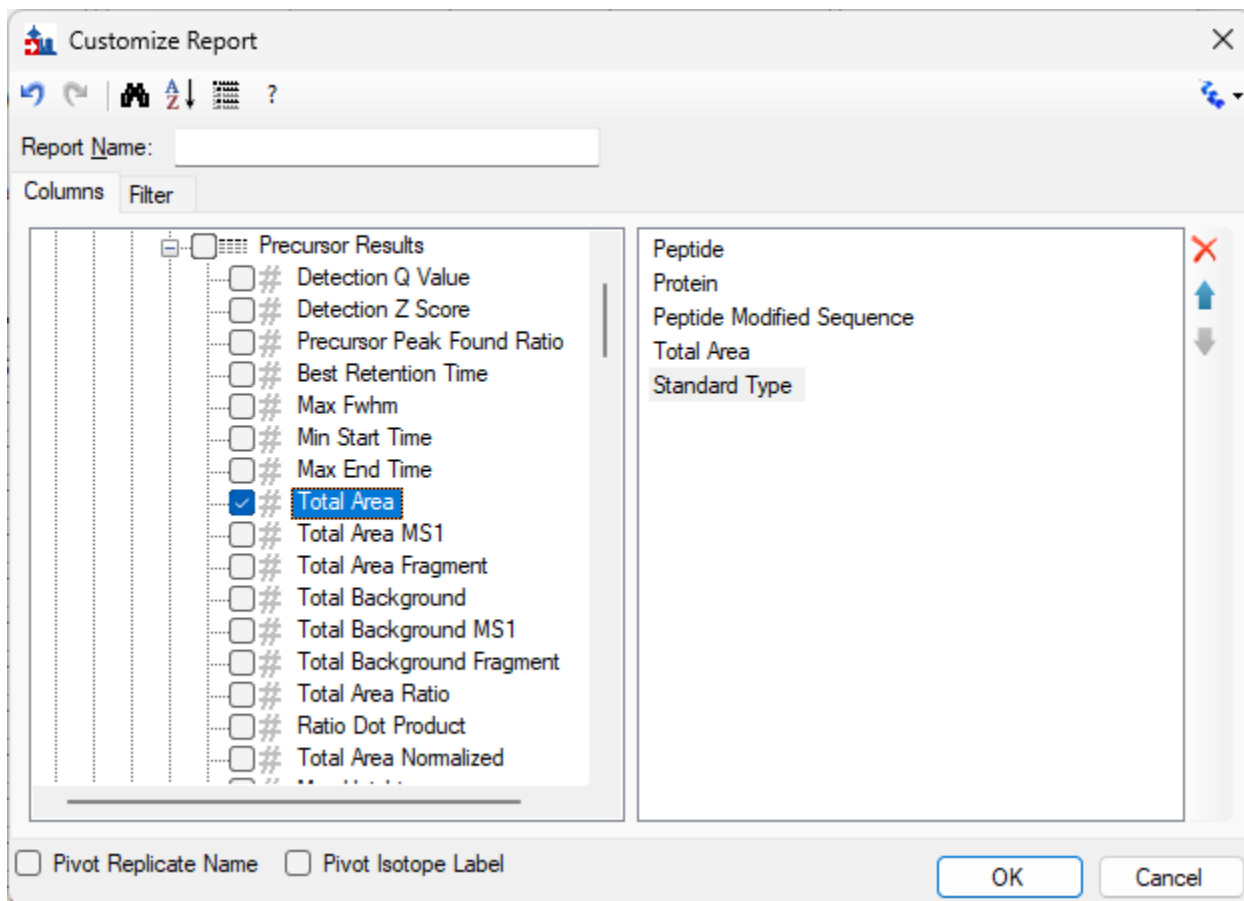 Customize Report
?
Report Name:
Columns
Filter
Precursor Results
Detection Q Value
Detection Z Score
Precursor Peak Found Ratio
Best Retention Time
Max Fwhm
Min Start Time
Max End Time
Total Area
Total Area MS1
Total Area Fragment
Total Background
Total Background MS1
Total Background Fragment
Total Area Ratio
Ratio Dot Product
Total Area Normalized
Peptide
Protein
Peptide Modified Sequence
Total Area
Standard Type
Pivot Replicate Name
Pivot Isotope Label
OK
Cancel